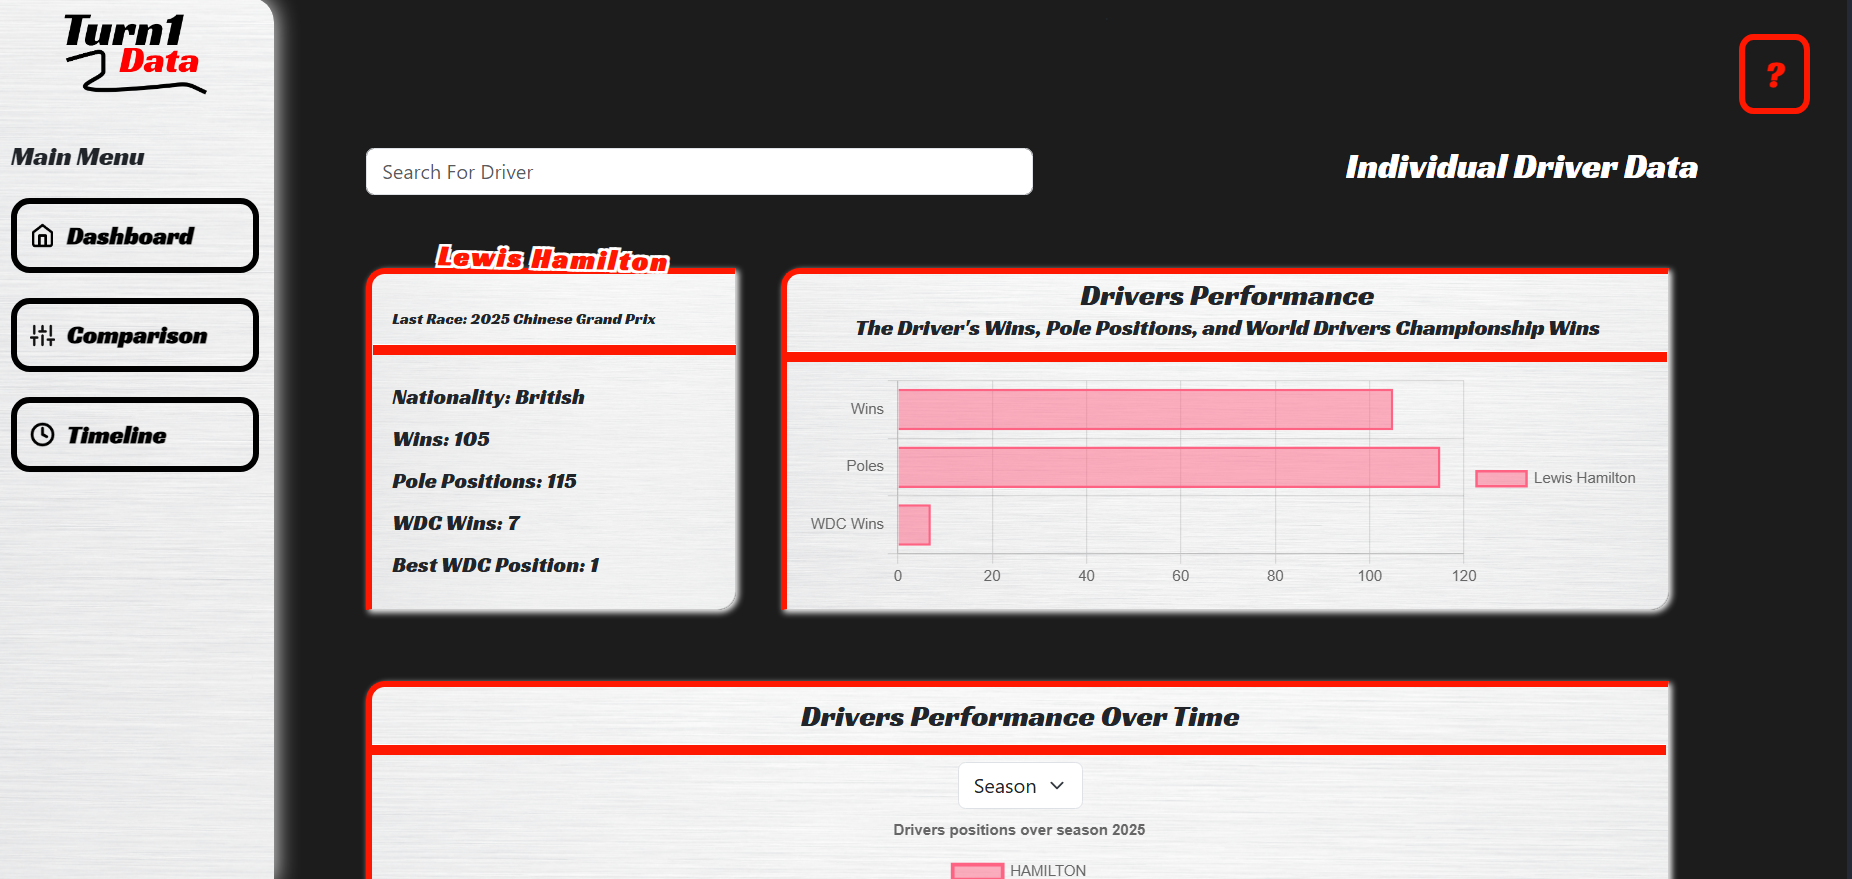 Turn1
Data
?
Main Menu
Dashboard
Comparison
Timeline
Search For Driver
Individual Driver Data
Lewis Hamilton
Last Race: 2025 Chinese Grand Prix
Nationality: British
Wins: 105
Pole Positions: 115
WDC Wins: 7
Best WDC Position: 1
Drivers Performance
The Driver's Wins, Pole Positions, and World Drivers Championship Wins
Wins
Poles
WDC Wins
0 20 40 60 80 100 120
Lewis Hamilton
Drivers Performance Over Time
Season
Drivers positions over season 2025
HAMILTON